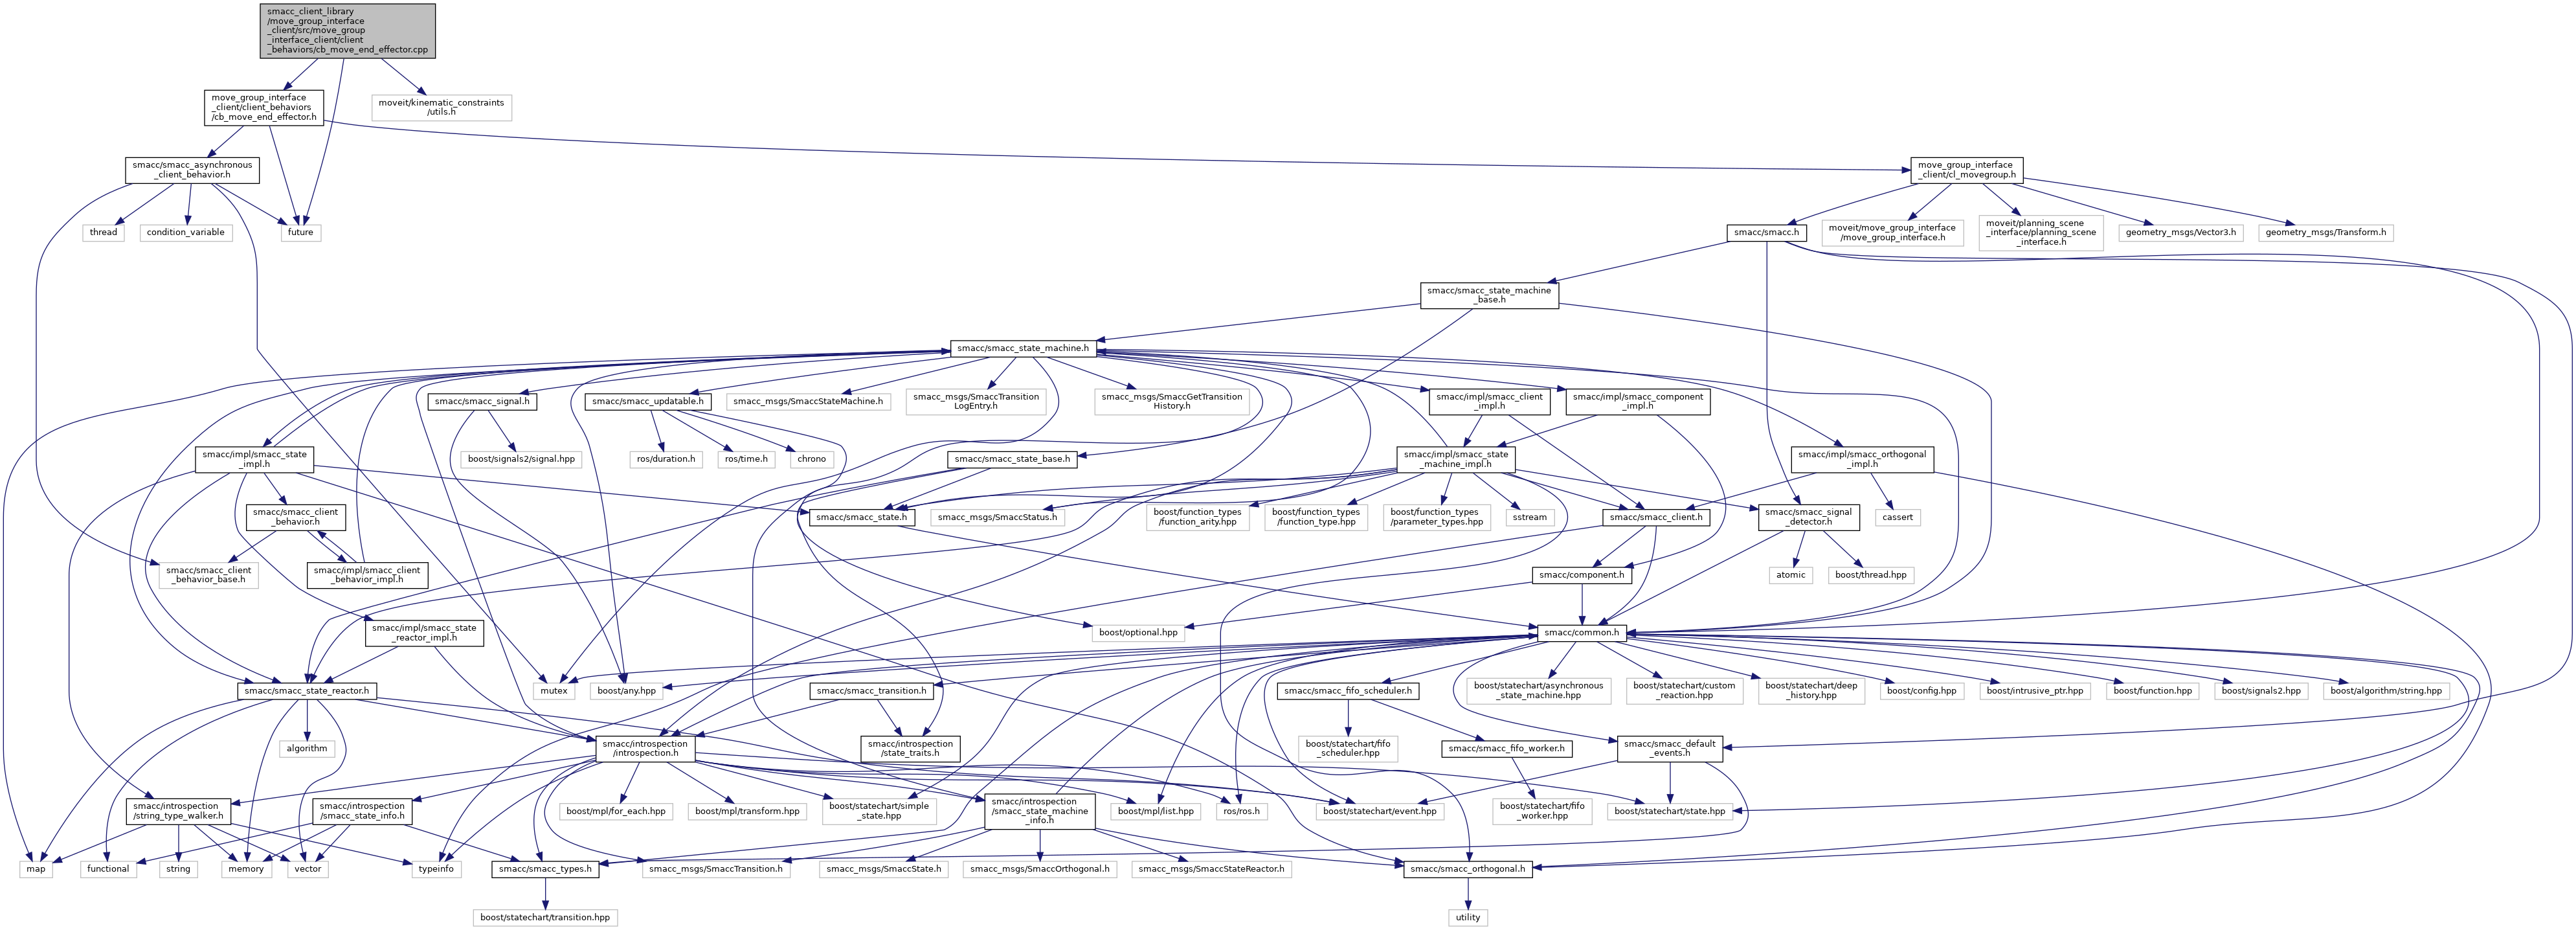 smacc_client_library
/move_group_interface
_client/src/move_group
_interface_client/client
_behaviors/cb_move_end_effector.cpp
move_group_interface
_client/client_behaviors
/cb_move_end_effector.h
moveit/kinematic_constraints
/utils.h
smacc/smacc_asynchronous
_client_behavior.h
move_group_interface
_client/cl_movegroup.h
thread
condition_variable
future
smacc/smacc.h
moveit/move_group_interface
/move_group_interface.h
moveit/planning_scene
_interface/planning_scene
_interface.h
geometry_msgs/Vector3.h
geometry_msgs/Transform.h
smacc/smacc_state_machine
_base.h
smacc/smacc_state_machine.h
smacc/smacc_signal.h
smacc/smacc_updatable.h
smacc_msgs/SmaccStateMachine.h
smacc_msgs/SmaccTransition
LogEntry.h
smacc_msgs/SmaccGetTransition
History.h
smacc/impl/smacc_client
_impl.h
smacc/impl/smacc_component
_impl.h
smacc/impl/smacc_state
_impl.h
boost/signals2/signal.hpp
ros/duration.h
ros/time.h
chrono
smacc/smacc_state_base.h
smacc/impl/smacc_state
_machine_impl.h
smacc/impl/smacc_orthogonal
_impl.h
smacc/smacc_client
_behavior.h
smacc/smacc_state.h
smacc_msgs/SmaccStatus.h
boost/function_types
/function_arity.hpp
boost/function_types
/function_type.hpp
boost/function_types
/parameter_types.hpp
sstream
smacc/smacc_client.h
smacc/smacc_signal
_detector.h
cassert
smacc/smacc_client
_behavior_base.h
smacc/impl/smacc_client
_behavior_impl.h
smacc/component.h
atomic
boost/thread.hpp
smacc/impl/smacc_state
_reactor_impl.h
boost/optional.hpp
smacc/common.h
smacc/smacc_state_reactor.h
mutex
boost/any.hpp
smacc/smacc_transition.h
smacc/smacc_fifo_scheduler.h
boost/statechart/asynchronous
_state_machine.hpp
boost/statechart/custom
_reaction.hpp
boost/statechart/deep
_history.hpp
boost/config.hpp
boost/intrusive_ptr.hpp
boost/function.hpp
boost/signals2.hpp
boost/algorithm/string.hpp
algorithm
smacc/introspection
/introspection.h
smacc/introspection
/state_traits.h
boost/statechart/fifo
_scheduler.hpp
smacc/smacc_fifo_worker.h
smacc/smacc_default
_events.h
smacc/introspection
/string_type_walker.h
smacc/introspection
/smacc_state_info.h
boost/mpl/for_each.hpp
boost/mpl/transform.hpp
boost/statechart/simple
_state.hpp
smacc/introspection
/smacc_state_machine
_info.h
boost/mpl/list.hpp
ros/ros.h
boost/statechart/event.hpp
boost/statechart/fifo
_worker.hpp
boost/statechart/state.hpp
map
functional
string
memory
vector
typeinfo
smacc/smacc_types.h
smacc_msgs/SmaccTransition.h
smacc_msgs/SmaccState.h
smacc_msgs/SmaccOrthogonal.h
smacc_msgs/SmaccStateReactor.h
smacc/smacc_orthogonal.h
boost/statechart/transition.hpp
utility